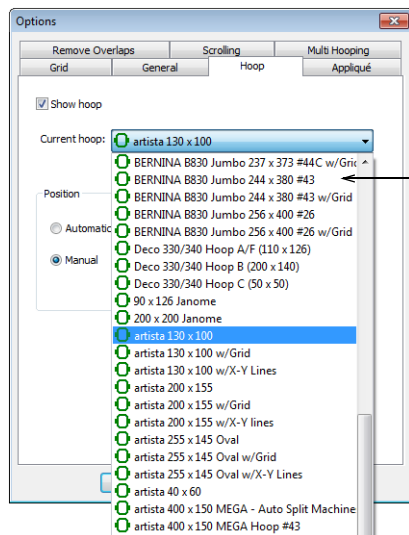 Options
Remove Overlaps Scrolling Multi Hooping
Grid General Hoop Appliqué
Show hoop
Current hoop: artista 130 x 100
BERNINA B830 Jumbo 237 x 373 #44C w/Gric
BERNINA B830 Jumbo 244 x 380 #43
BERNINA B830 Jumbo 244 x 380 #43 w/Grid
Position
BERNINA B830 Jumbo 256 x 400 #26
Automatic
BERNINA B830 Jumbo 256 x 400 #26 w/Grid
Deco 330/340 Hoop A/F (110 x 126)
Manual
Deco 330/340 Hoop B (200 x 140)
Deco 330/340 Hoop C (50 x 50)
90 x 126 Janome
200 x 200 Janome
artista 130 x 100
artista 130 x 100 w/Grid
artista 130 x 100 w/X-Y Lines
artista 200 x 155
artista 200 x 155 w/Grid
artista 200 x 155 w/X-Y lines
artista 255 x 145 Oval
artista 255 x 145 Oval w/Grid
artista 255 x 145 Oval w/X-Y Lines
artista 40 x 60
artista 400 x 150 MEGA - Auto Split Machine
artista 400 x 150 MEGA Hoop #43